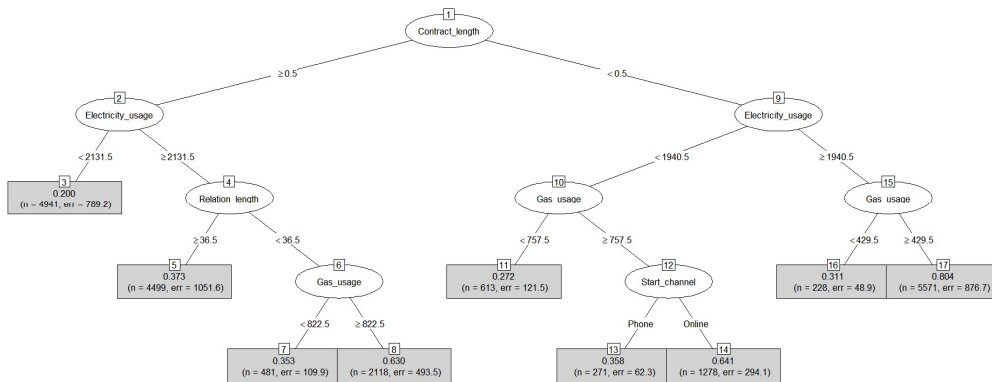 1
Contract_length
≥0.5
<0.5
2
Electricity_usage
9
Electricity_usage
<2131.5
≥2131.5
<1940.5
≥1940.5
3
0.200
(n = 4941, err = 789.2)
4
Relation_length
10
Gas_usage
15
Gas_usage
≥36.5
<36.5
<757.5
≥757.5
<429.5
≥429.5
5
0.373
(n = 4499, err = 1051.6)
6
Gas_usage
11
0.272
(n = 613, err = 121.5)
12
Start_channel
16
0.311
(n = 228, err = 48.9)
17
0.804
(n = 5571, err = 876.7)
<822.5
≥822.5
Phone
Online
7
0.353
(n = 481, err = 109.9)
8
0.630
(n = 2118, err = 493.5)
13
0.358
(n = 271, err = 62.3)
14
0.641
(n = 1278, err = 294.1)